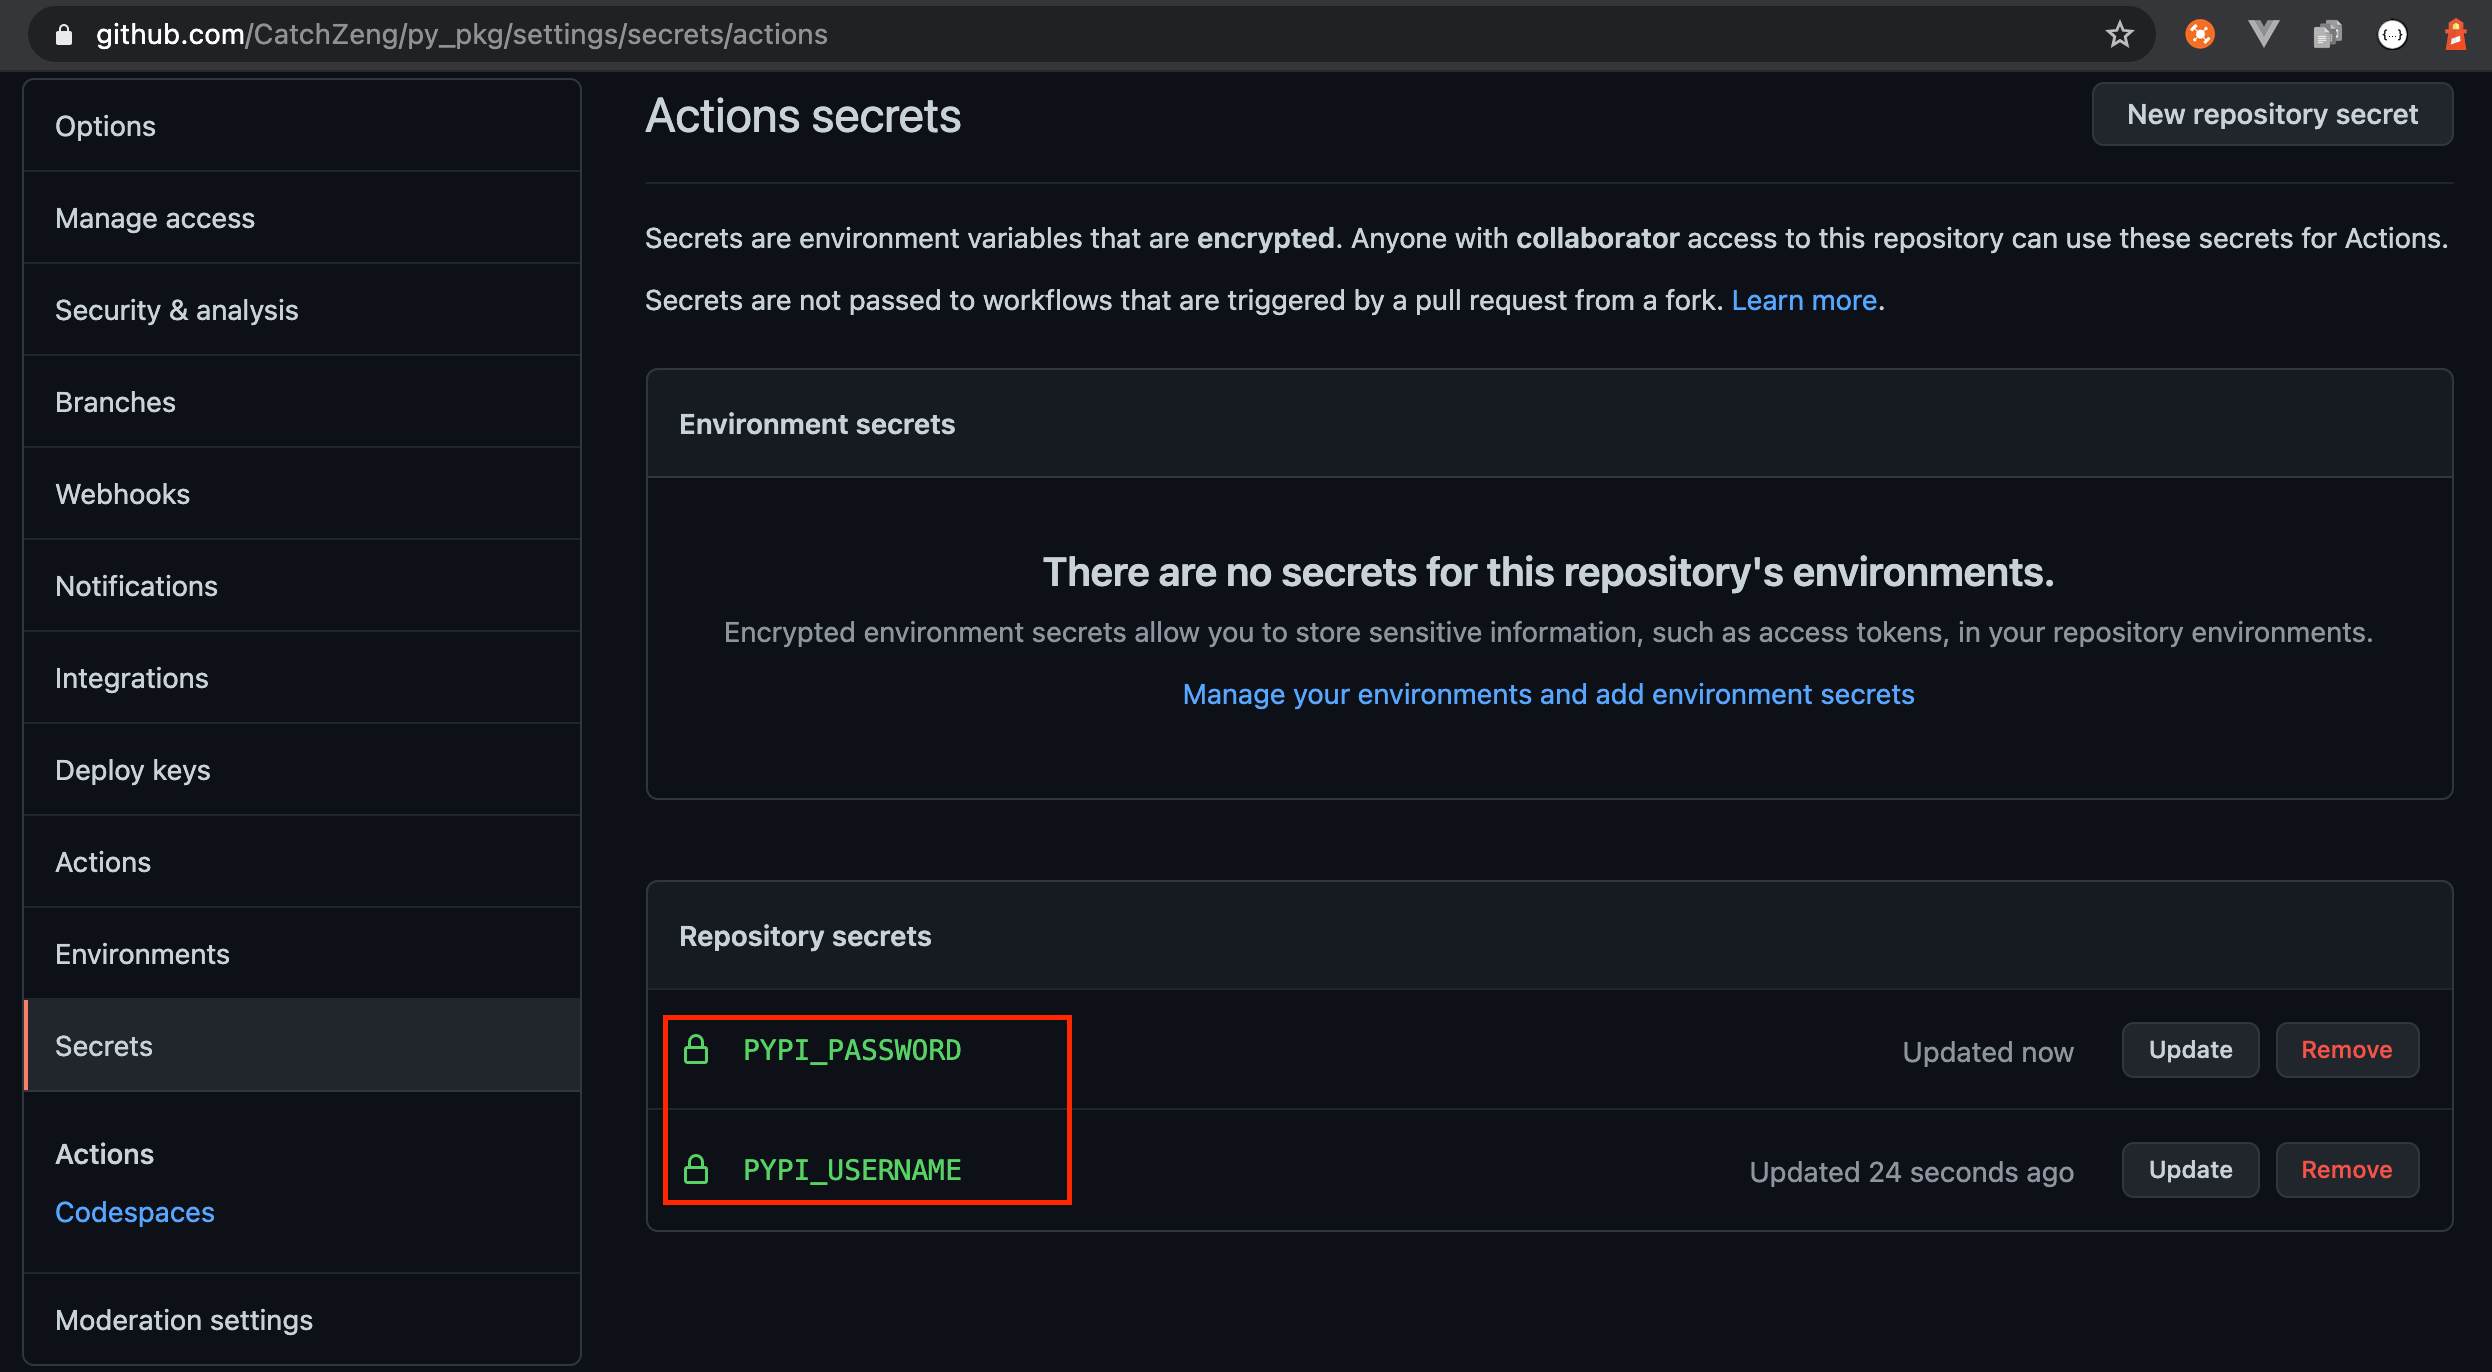 github.com/CatchZeng/py_pkg/settings/secrets/actions
Options
Manage access
Security & analysis
Branches
Webhooks
Notifications
Integrations
Deploy keys
Actions
Environments
Secrets
Actions
Codespaces
Moderation settings
Actions secrets
New repository secret
Secrets are environment variables that are encrypted. Anyone with collaborator access to this repository can use these secrets for Actions.
Secrets are not passed to workflows that are triggered by a pull request from a fork. Learn more.
Environment secrets
There are no secrets for this repository's environments.
Encrypted environment secrets allow you to store sensitive information, such as access tokens, in your repository environments.
Manage your environments and add environment secrets
Repository secrets
PYPI_PASSWORD Updated now Update Remove
PYPI_USERNAME Updated 24 seconds ago Update Remove